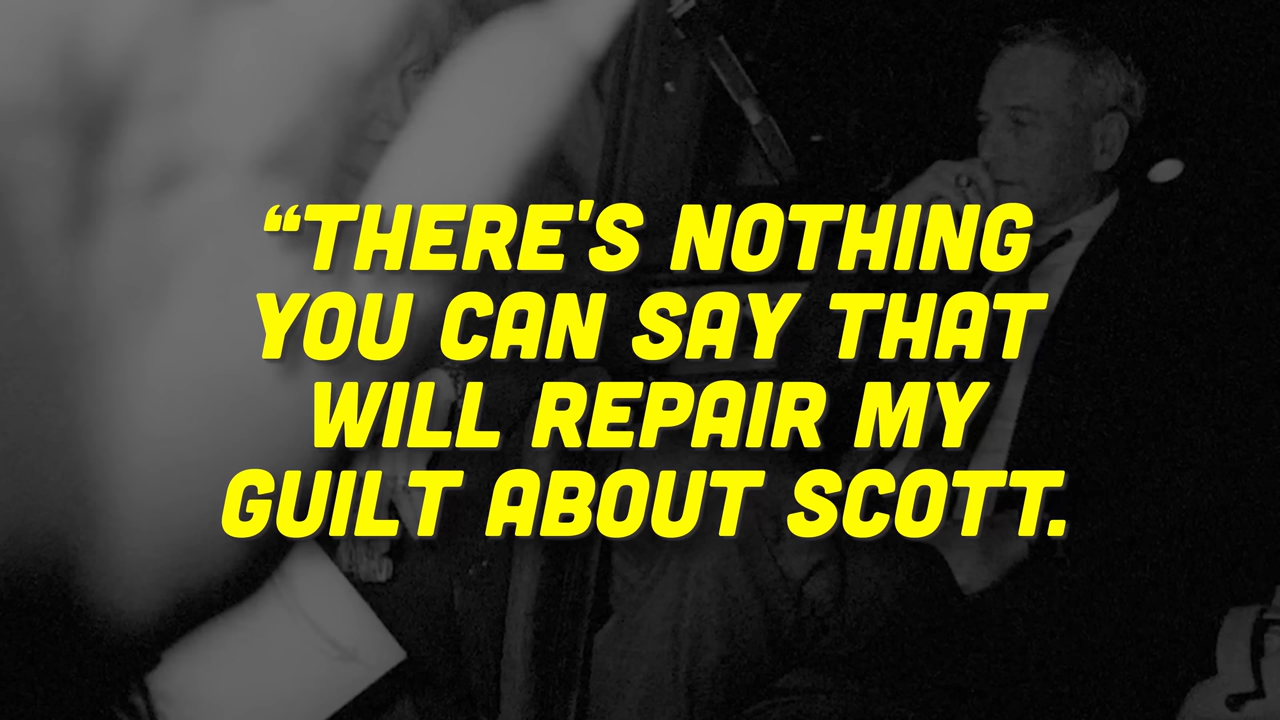 “THERE'S NOTHING
YOU CAN SAY THAT
WILL REPAIR MY
GUILT ABOUT SCOTT.